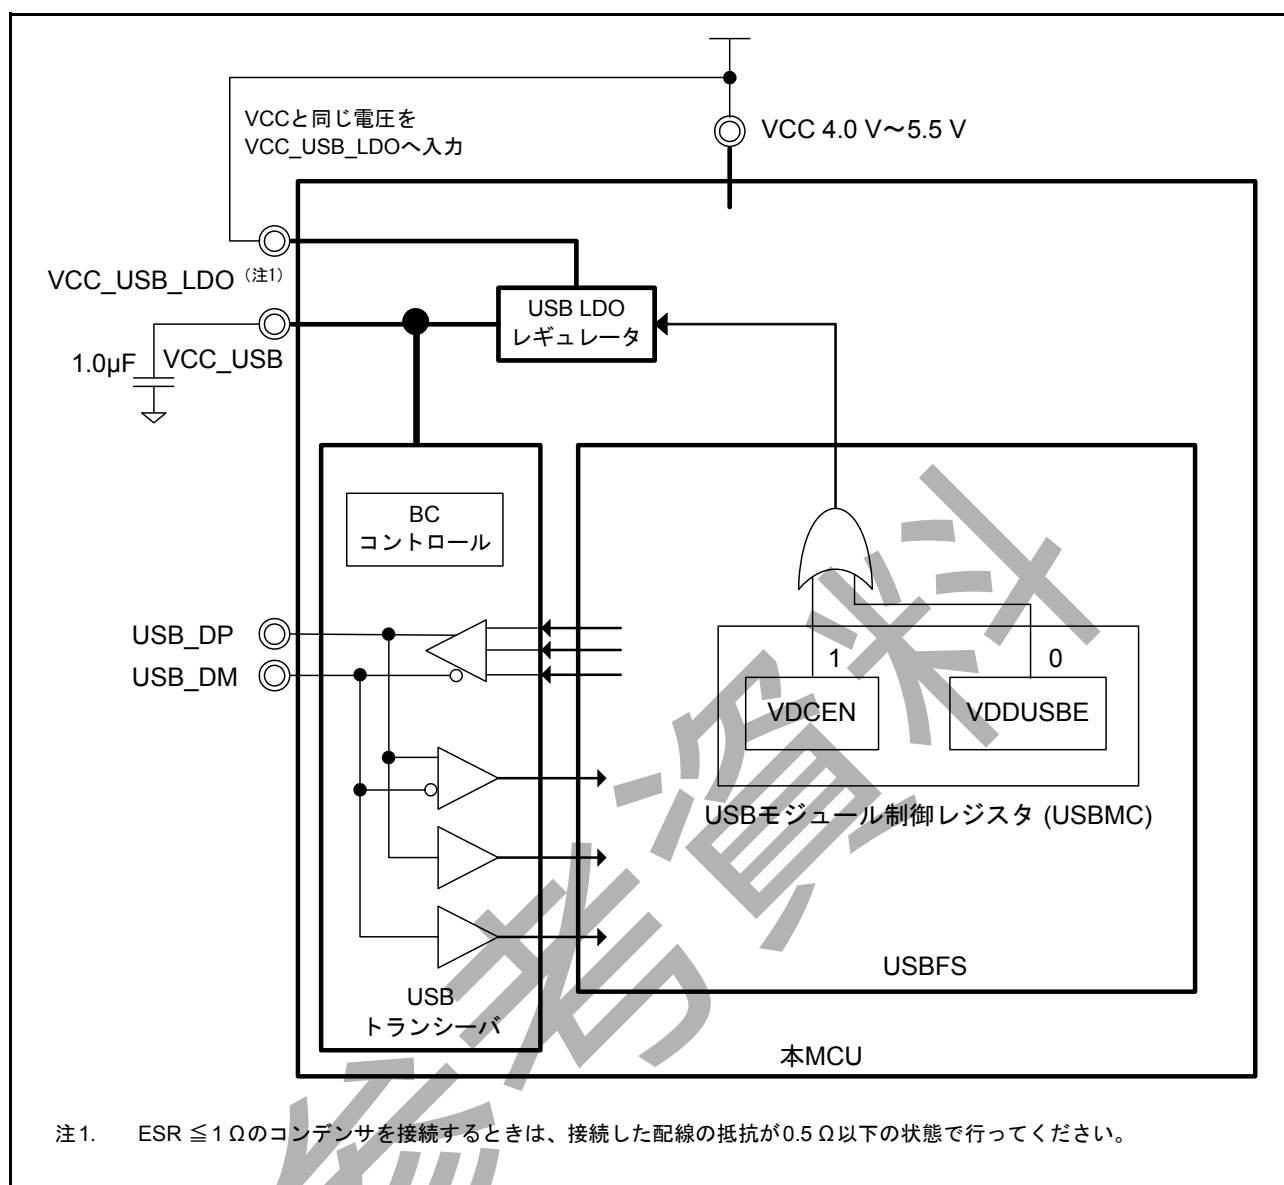 VCCと同じ電圧を
VCC_USB_LDOへ入力
VCC 4.0 V～5.5 V
VCC_USB_LDO（注1）
USB LDO
レギュレータ
1.0µF
VCC_USB
BC
コントロール
USB_DP
USB_DM
1
0
VDCEN
VDDUSBE
USBモジュール制御レジスタ (USBMC)
USBFS
USB
トランシーバ
本MCU
注1. ESR ≦ 1 Ωのコンデンサを接続するときは、接続した配線の抵抗が0.5 Ω以下の状態で行ってください。
参考資料